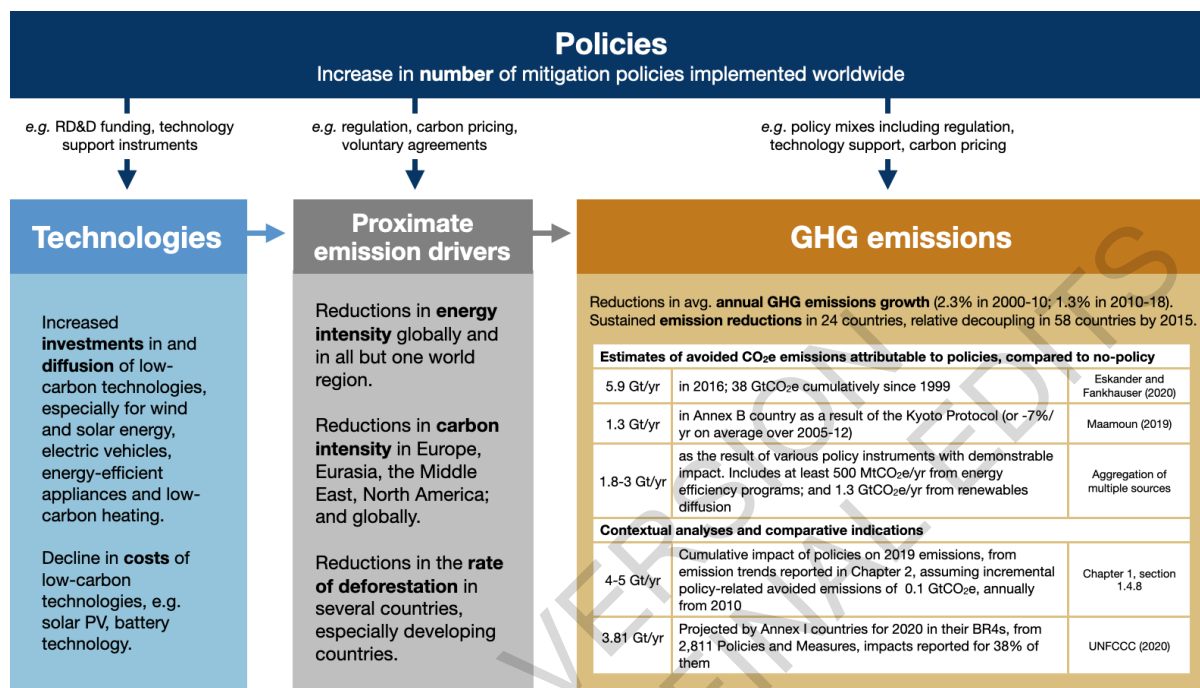 Policies
Increase in number of mitigation policies implemented worldwide
e.g. RD&D funding, technology
support instruments
e.g. regulation, carbon pricing,
voluntary agreements
e.g. policy mixes including regulation,
technology support, carbon pricing
Technologies
Increased
investments in and
diffusion of low-
carbon technologies,
especially for wind
and solar energy,
electric vehicles,
energy-efficient
appliances and low-
carbon heating.
Decline in costs of
low-carbon
technologies, e.g.
solar PV, battery
technology.
Proximate
emission drivers
Reductions in energy
intensity globally and
in all but one world
region.
Reductions in carbon
intensity in Europe,
Eurasia, the Middle
East, North America;
and globally.
Reductions in the rate
of deforestation in
several countries,
especially developing
countries.
GHG emissions
Reductions in avg. annual GHG emissions growth (2.3% in 2000-10; 1.3% in 2010-18).
Sustained emission reductions in 24 countries, relative decoupling in 58 countries by 2015.
Estimates of avoided CO₂e emissions attributable to policies, compared to no-policy
5.9 Gt/yr
in 2016; 38 GtCO₂e cumulatively since 1999
Eskander and
Fankhauser (2020)
1.3 Gt/yr
in Annex B country as a result of the Kyoto Protocol (or -7%/
yr on average over 2005-12)
Maamoun (2019)
1.8-3 Gt/yr
as the result of various policy instruments with demonstrable
impact. Includes at least 500 MtCO₂e/yr from energy
efficiency programs; and 1.3 GtCO₂e/yr from renewables
diffusion
Aggregation of
multiple sources
Contextual analyses and comparative indications
4-5 Gt/yr
Cumulative impact of policies on 2019 emissions, from
emission trends reported in Chapter 2, assuming incremental
policy-related avoided emissions of 0.1 GtCO₂e, annually
from 2010
Chapter 1, section
1.4.8
3.81 Gt/yr
Projected by Annex I countries for 2020 in their BR4s, from
2,811 Policies and Measures, impacts reported for 38% of
them
UNFCCC (2020)
VERSION
FINAL EDITS